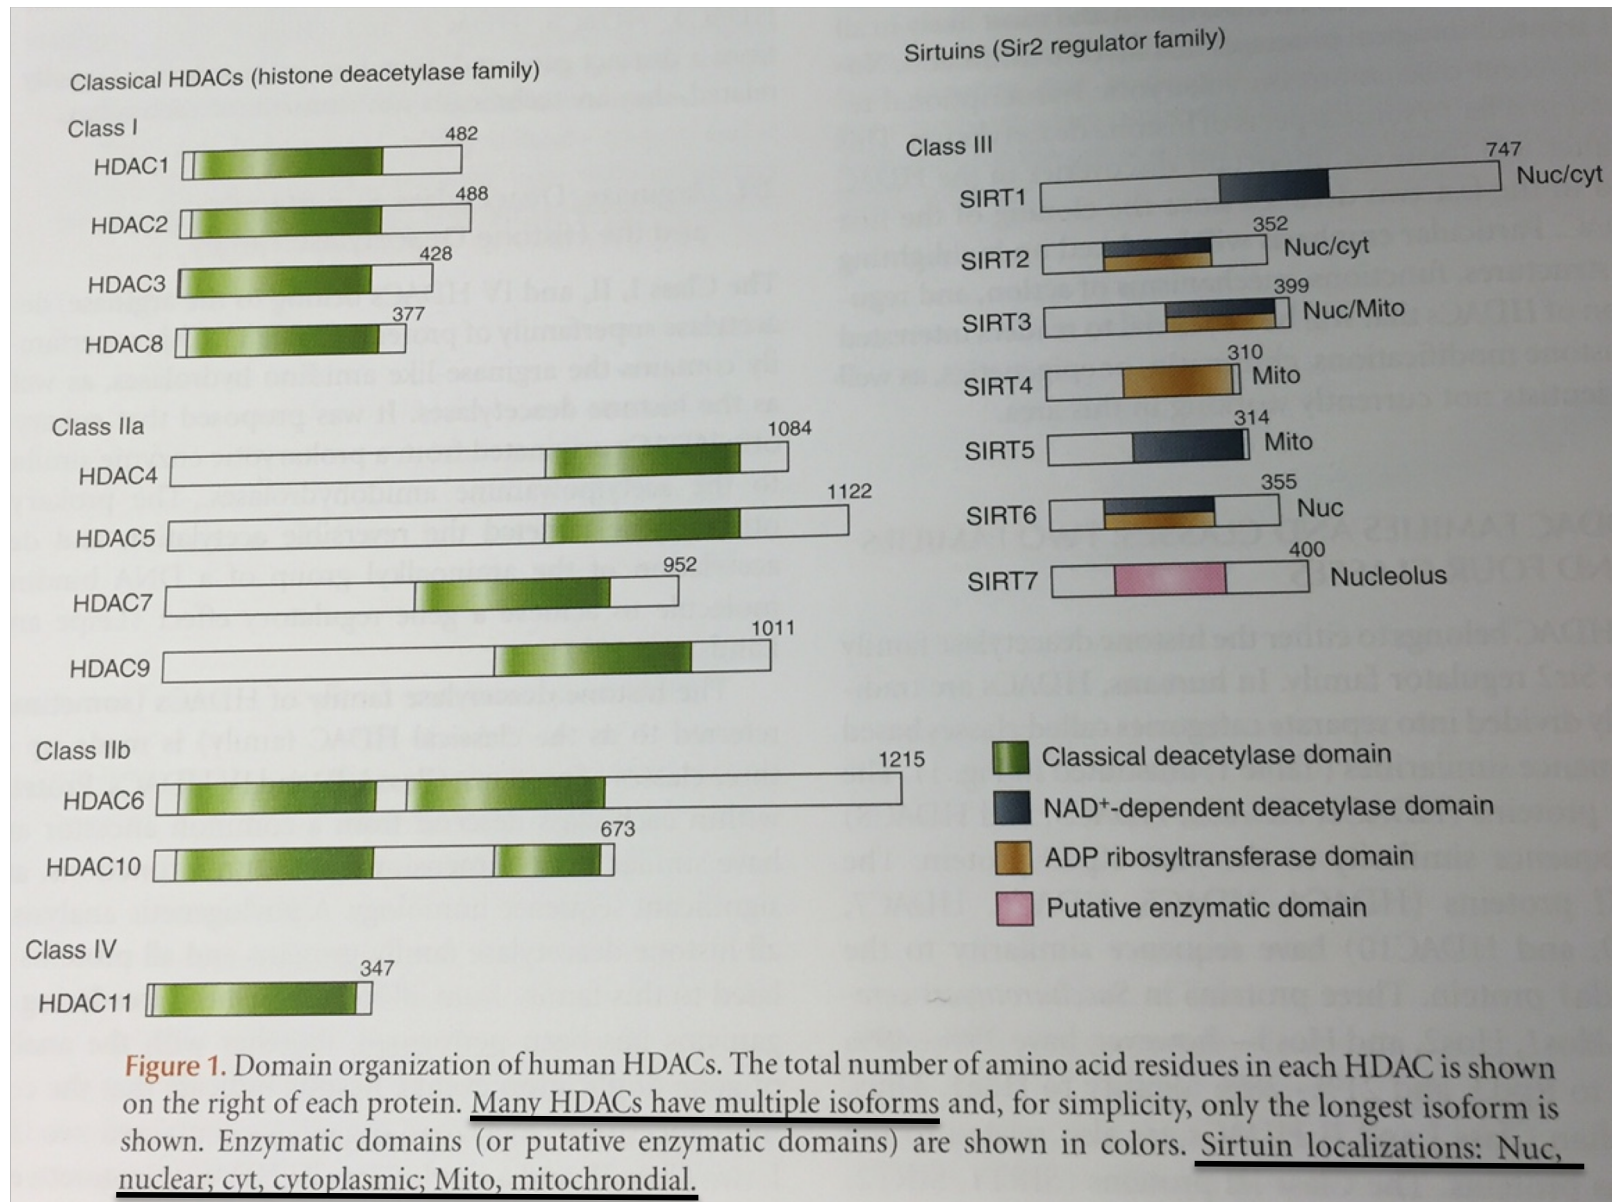 Classical HDACs (histone deacetylase family)
Class I
HDAC1 482
HDAC2 488
HDAC3 428
HDAC8 377
Class IIa
HDAC4 1084
HDAC5 1122
HDAC7 952
HDAC9 1011
Class IIb
HDAC6 1215
HDAC10 673
Class IV
HDAC11 347
Sirtuins (Sir2 regulator family)
Class III
SIRT1 747 Nuc/cyt
SIRT2 352 Nuc/cyt
SIRT3 399 Nuc/Mito
SIRT4 310 Mito
SIRT5 314 Mito
SIRT6 355 Nuc
SIRT7 400 Nucleolus
Classical deacetylase domain
NAD+-dependent deacetylase domain
ADP ribosyltransferase domain
Putative enzymatic domain
Figure 1. Domain organization of human HDACs. The total number of amino acid residues in each HDAC is shown
on the right of each protein. Many HDACs have multiple isoforms and, for simplicity, only the longest isoform is
shown. Enzymatic domains (or putative enzymatic domains) are shown in colors. Sirtuin localizations: Nuc,
nuclear; cyt, cytoplasmic; Mito, mitochrondial.